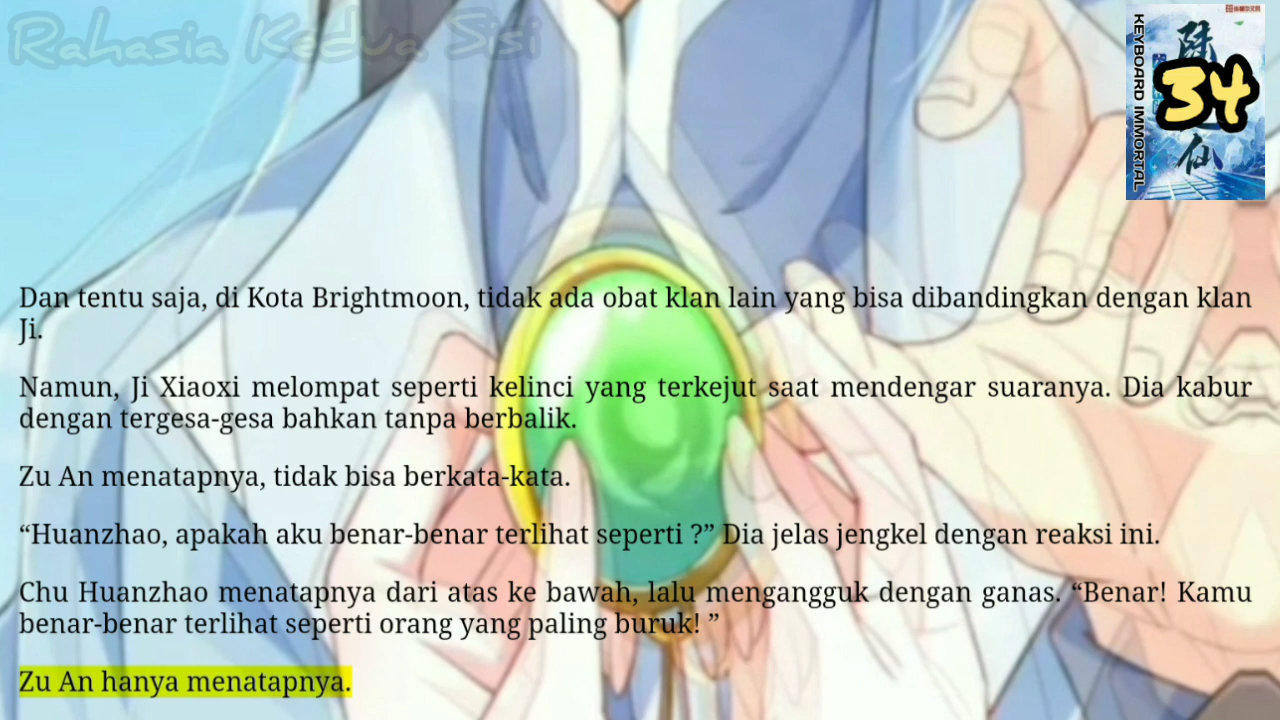 Rahasia Kedua Sisi
KEYBOARD IMMORTAL
34
仙
Dan tentu saja, di Kota Brightmoon, tidak ada obat klan lain yang bisa dibandingkan dengan klan
Ji.
Namun, Ji Xiaoxi melompat seperti kelinci yang terkejut saat mendengar suaranya. Dia kabur
dengan tergesa-gesa bahkan tanpa berbalik.
Zu An menatapnya, tidak bisa berkata-kata.
“Huanzhao, apakah aku benar-benar terlihat seperti ?” Dia jelas jengkel dengan reaksi ini.
Chu Huanzhao menatapnya dari atas ke bawah, lalu mengangguk dengan ganas. “Benar! Kamu
benar-benar terlihat seperti orang yang paling buruk! ”
Zu An hanya menatapnya.